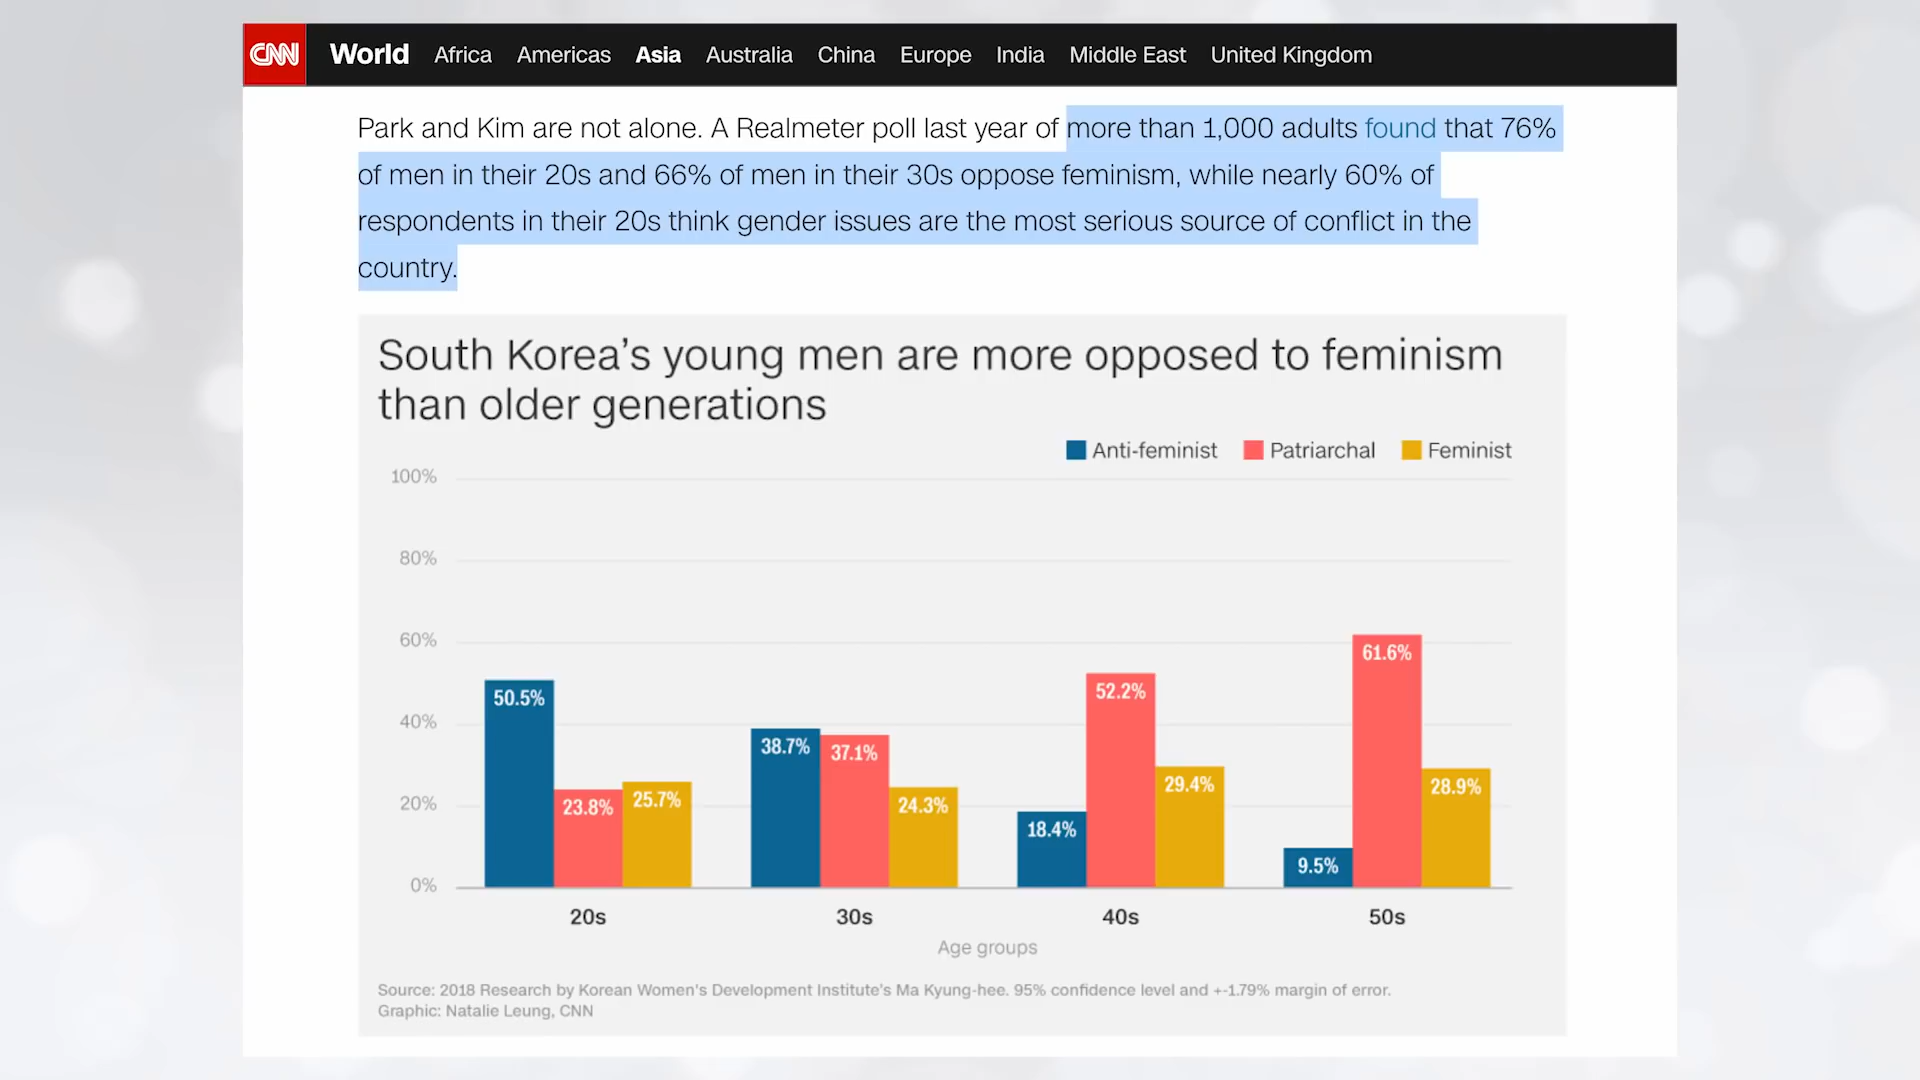 CNN World Africa Americas Asia Australia China Europe India Middle East United Kingdom
Park and Kim are not alone. A Realmeter poll last year of more than 1,000 adults found that 76%
of men in their 20s and 66% of men in their 30s oppose feminism, while nearly 60% of
respondents in their 20s think gender issues are the most serious source of conflict in the
country.
South Korea's young men are more opposed to feminism
than older generations
Anti-feminist Patriarchal Feminist
100%
80%
60%
40%
20%
0%
50.5% 23.8% 25.7%
38.7% 37.1% 24.3%
18.4% 52.2% 29.4%
9.5% 61.6% 28.9%
20s 30s 40s 50s
Age groups
Source: 2018 Research by Korean Women's Development Institute's Ma Kyung-hee. 95% confidence level and +-1.79% margin of error.
Graphic: Natalie Leung, CNN